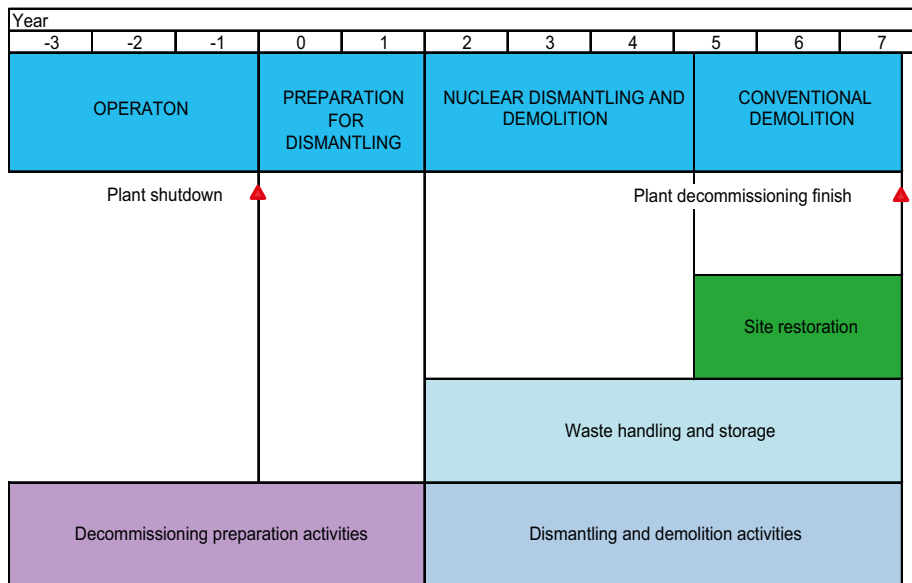 Year
-3 -2 -1 0 1 2 3 4 5 6 7
OPERATON
PREPARATION
FOR
DISMANTLING
NUCLEAR DISMANTLING AND
DEMOLITION
CONVENTIONAL
DEMOLITION
Plant shutdown
Plant decommissioning finish
Site restoration
Waste handling and storage
Decommissioning preparation activities
Dismantling and demolition activities